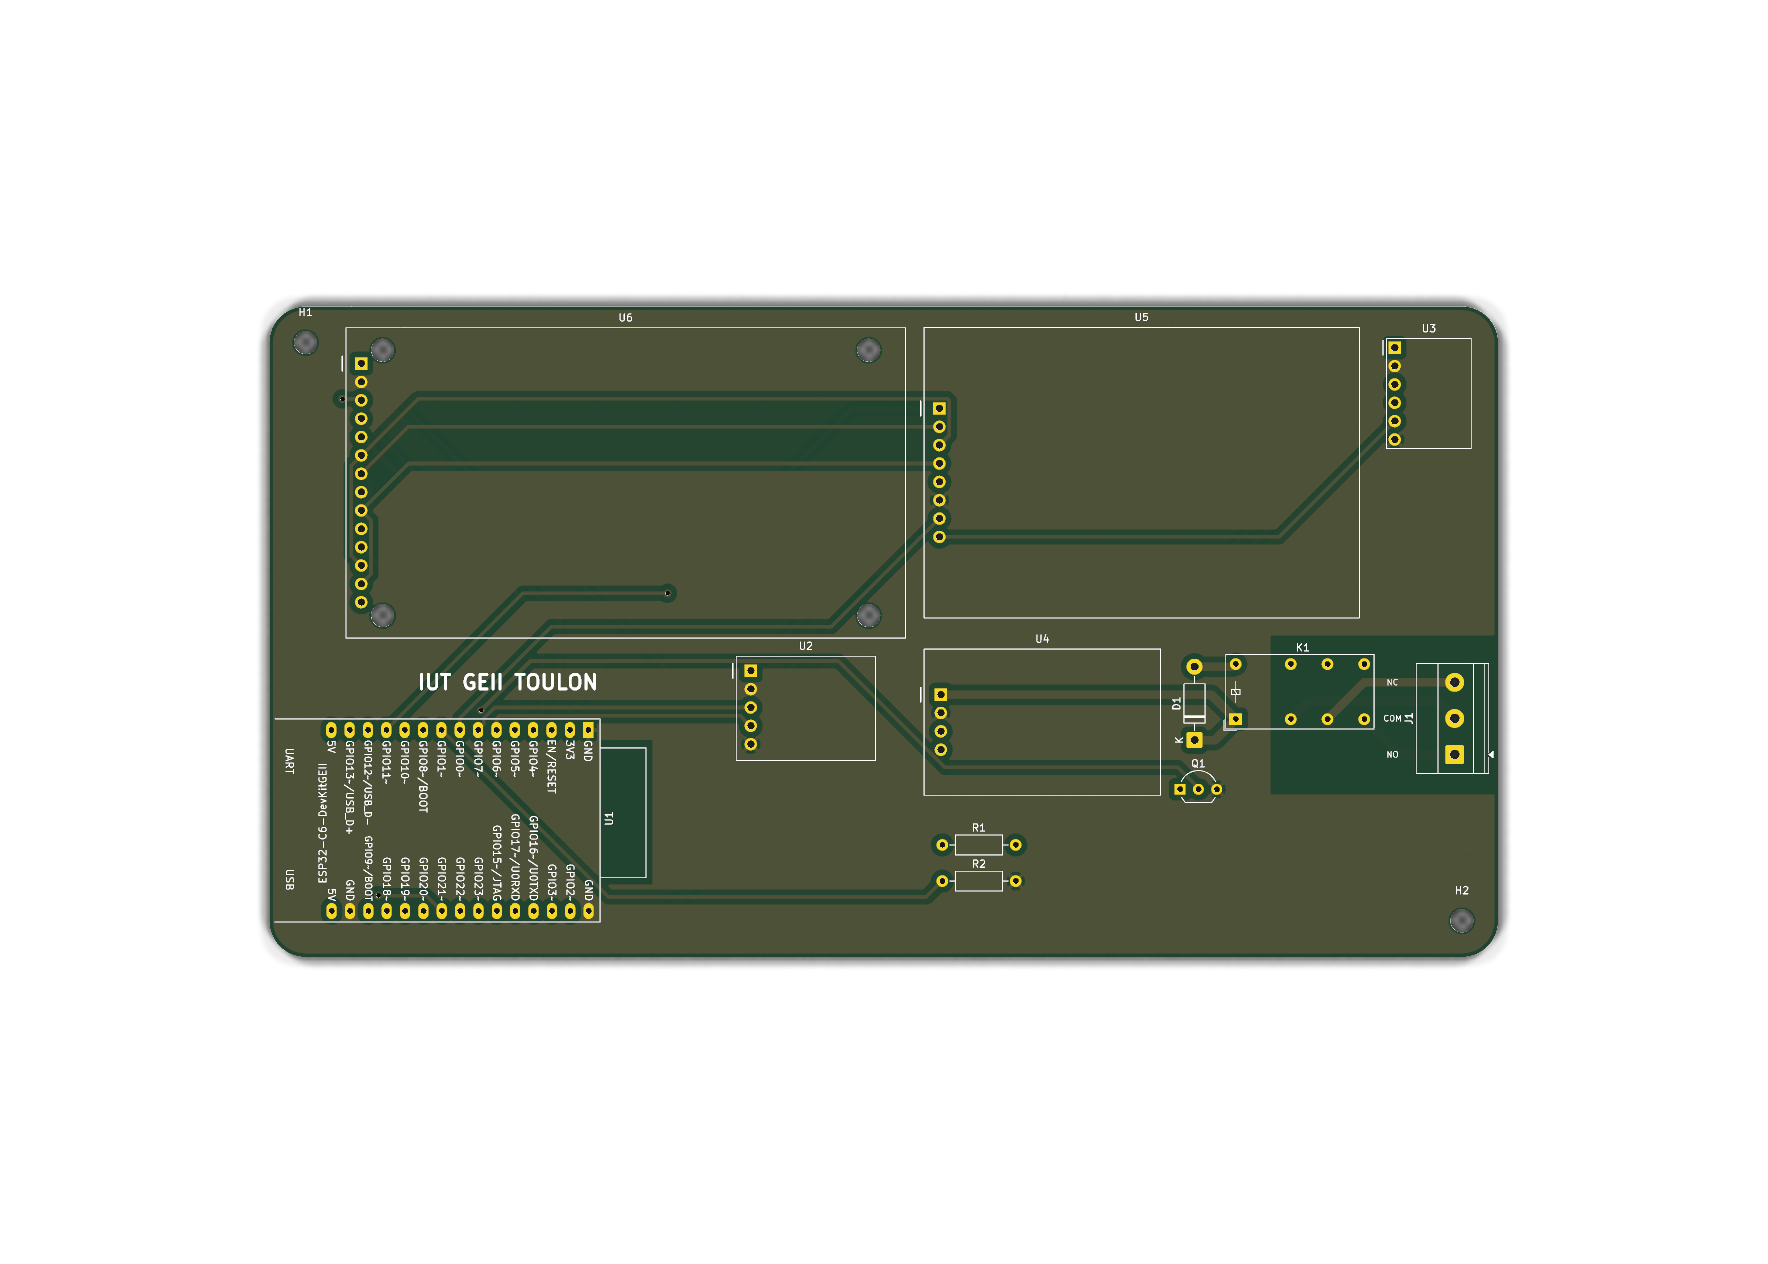 H1
U6
U5
U3
U4
U2
K1
IUT GEII TOULON
NC
D1
COM
J1
K
NO
Q1
R1
R2
H2
U1
UART
USB
ESP32-C6-DevKitGEII
5V
GPIO13-/USB_D+
GPIO12-/USB_D-
GPIO11-
GPIO10-
GPIO8-/BOOT
GPIO1-
GPIO0-
GPIO7-
GPIO6-
GPIO5-
GPIO4-
EN/RESET
3V3
GND
5V
GND
GPIO9-/BOOT
GPIO18-
GPIO19-
GPIO20-
GPIO21-
GPIO22-
GPIO23-
GPIO15-/JTAG
GPIO17-/U0RXD
GPIO16-/U0TXD
GPIO3-
GPIO2-
GND